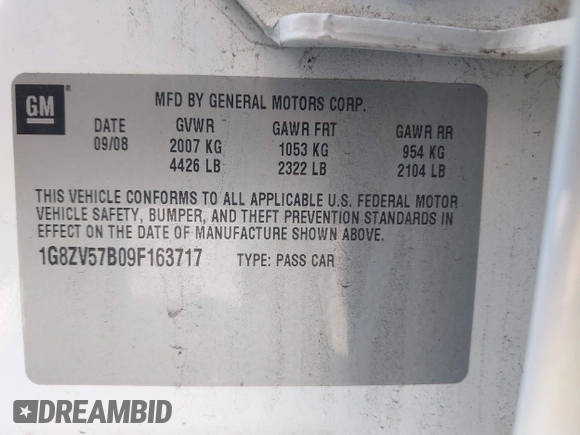 GM ®
MFD BY GENERAL MOTORS CORP.
DATE GVWR GAWR FRT GAWR RR
09/08 2007 KG 1053 KG 954 KG
4426 LB 2322 LB 2104 LB
THIS VEHICLE CONFORMS TO ALL APPLICABLE U.S. FEDERAL MOTOR
VEHICLE SAFETY, BUMPER, AND THEFT PREVENTION STANDARDS IN
EFFECT ON THE DATE OF MANUFACTURE SHOWN ABOVE.
1G8ZV57B09F163717 TYPE: PASS CAR
DREAMBID